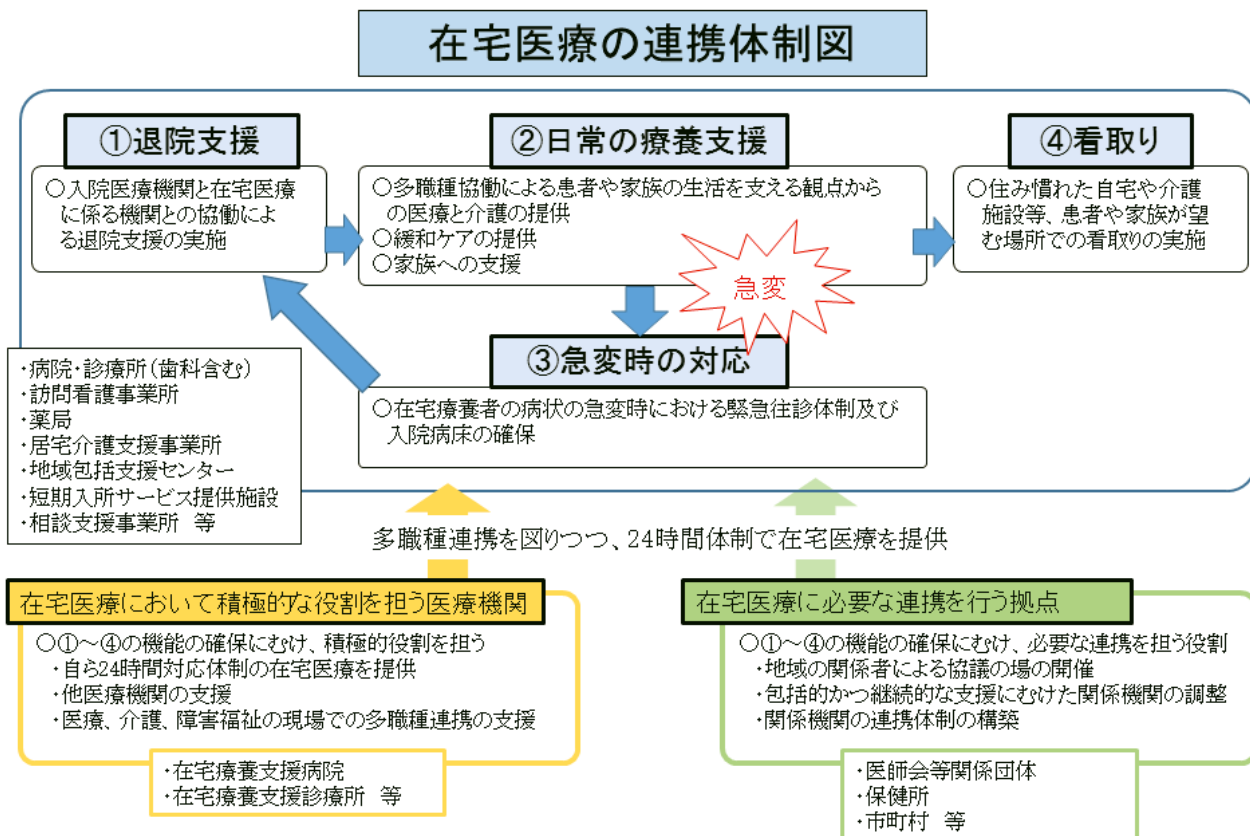 在宅医療の連携体制図
①退院支援
○入院医療機関と在宅医療
に係る機関との協働によ
る退院支援の実施
②日常の療養支援
○多職種協働による患者や家族の生活を支える観点から
の医療と介護の提供
○緩和ケアの提供
○家族への支援
急変
④看取り
○住み慣れた自宅や介護
施設等、患者や家族が望
む場所での看取りの実施
③急変時の対応
○在宅療養者の病状の急変時における緊急往診体制及び
入院病床の確保
・病院・診療所(歯科含む)
・訪問看護事業所
・薬局
・居宅介護支援事業所
・地域包括支援センター
・短期入所サービス提供施設
・相談支援事業所 等
多職種連携を図りつつ、24時間体制で在宅医療を提供
在宅医療において積極的な役割を担う医療機関
○①~④の機能の確保にむけ、積極的役割を担う
・自ら24時間対応体制の在宅医療を提供
・他医療機関の支援
・医療、介護、障害福祉の現場での多職種連携の支援
・在宅療養支援病院
・在宅療養支援診療所 等
在宅医療に必要な連携を行う拠点
○①~④の機能の確保にむけ、必要な連携を担う役割
・地域の関係者による協議の場の開催
・包括的かつ継続的な支援にむけた関係機関の調整
・関係機関の連携体制の構築
・医師会等関係団体
・保健所
・市町村 等